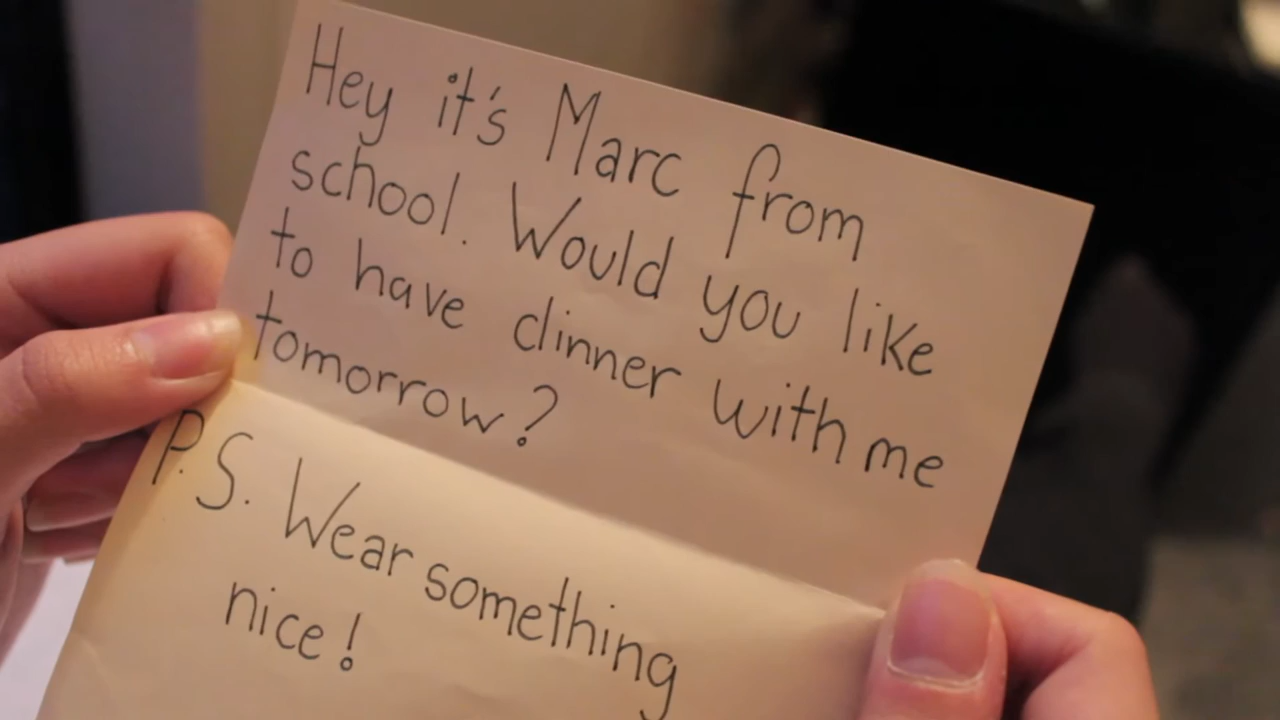 Hey it's Marc from
school. Would you like
to have dinner with me
tomorrow?
P.S. Wear something
nice!